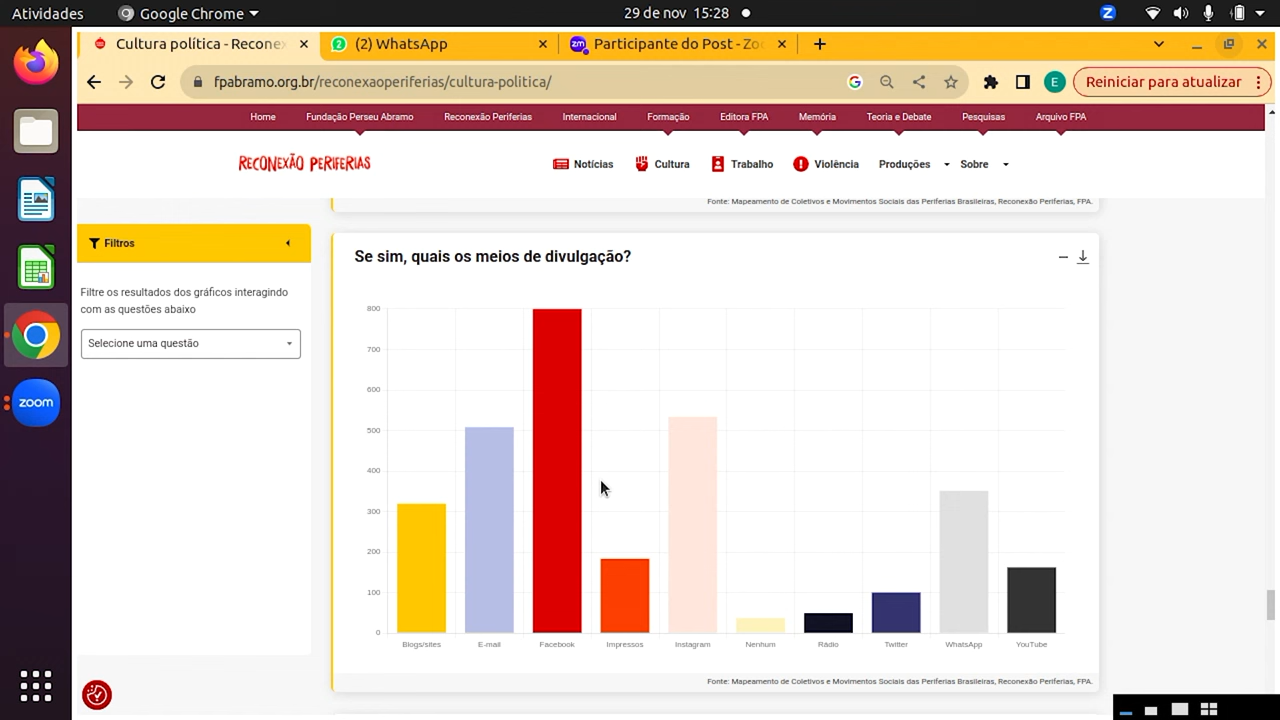 Atividades
Google Chrome
29 de nov 15:28
Z
Cultura política - Reconex
2
(2) WhatsApp
zm
Participante do Post - Zoo
fpabramo.org.br/reconexaoperiferias/cultura-politica/
G
E
Reiniciar para atualizar
Home
Fundação Perseu Abramo
Reconexão Periferias
Internacional
Formação
Editora FPA
Memória
Teoria e Debate
Pesquisas
Arquivo FPA
RECONEXÃO PERIFERIAS
Notícias
Cultura
Trabalho
Violência
Produções
Sobre
Fonte: Mapeamento de Coletivos e Movimentos Sociais das Periferias Brasileiras, Reconexão Periferias, FPA.
Filtros
Filtre os resultados dos gráficos interagindo
com as questões abaixo
Selecione uma questão
zoom
Se sim, quais os meios de divulgação?
800
700
600
500
400
300
200
100
0
Blogs/sites
E-mail
Facebook
Impressos
Instagram
Nenhum
Rádio
Twitter
WhatsApp
YouTube
Fonte: Mapeamento de Coletivos e Movimentos Sociais das Periferias Brasileiras, Reconexão Periferias, FPA.